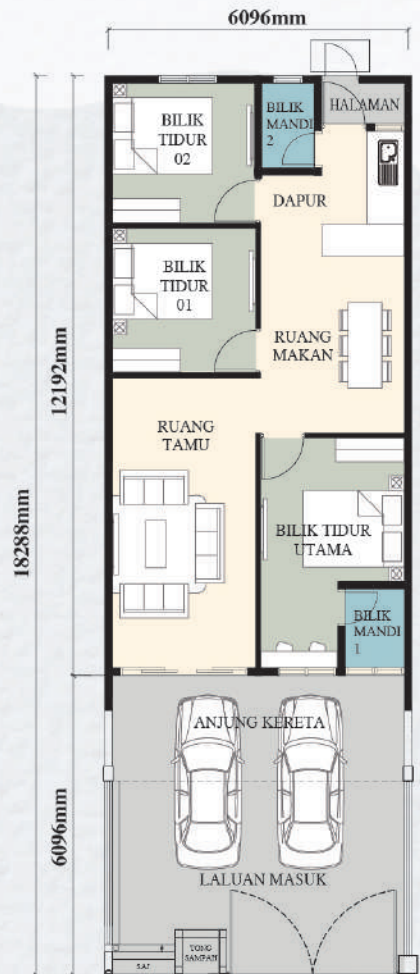 6096mm
HALAMAN
BILIK
MANDI
2
BILIK
TIDUR
02
DAPUR
BILIK
TIDUR
01
RUANG
MAKAN
12192mm
18288mm
RUANG
TAMU
BILIK TIDUR
UTAMA
BILIK
MANDI
1
ANJUNG KERETA
6096mm
LALUAN MASUK
TONG
SAMPAH